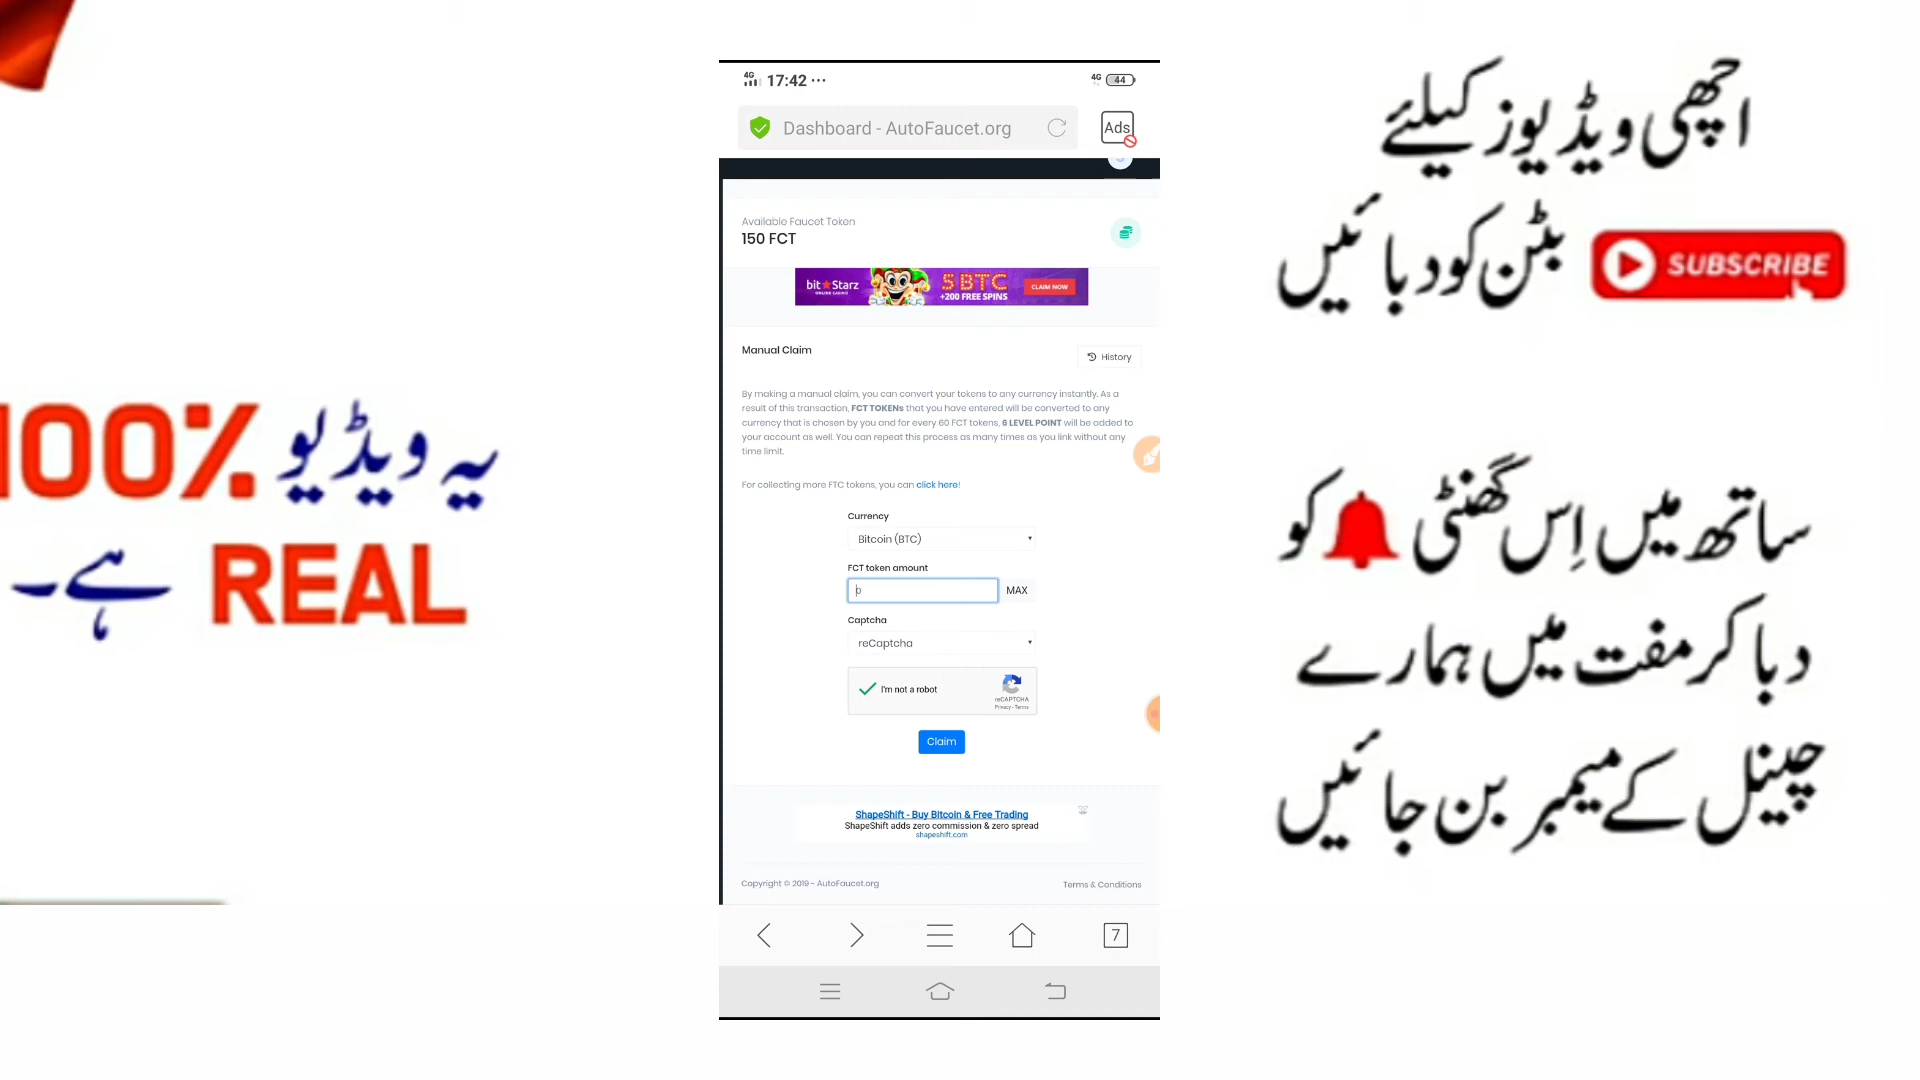 یہ ویڈیو 100%
REAL ہے۔
4G 17:42 ···
4G 44
Dashboard - AutoFaucet.org
Ads
Available Faucet Token
150 FCT
bitStarz
ONLINE CASINO
5 BTC
+200 FREE SPINS
CLAIM NOW
Manual Claim
History
By making a manual claim, you can convert your tokens to any currency instantly. As a
result of this transaction, FCT TOKENs that you have entered will be converted to any
currency that is chosen by you and for every 60 FCT tokens, 6 LEVEL POINT will be added to
your account as well. You can repeat this process as many times as you link without any
time limit.
For collecting more FTC tokens, you can click here!
Currency
Bitcoin (BTC)
FCT token amount
0
MAX
Captcha
reCaptcha
I'm not a robot
reCAPTCHA
Privacy - Terms
Claim
ShapeShift - Buy Bitcoin & Free Trading
ShapeShift adds zero commission & zero spread
shapeshift.com
Copyright © 2019 - AutoFaucet.org
Terms & Conditions
7
اچھی ویڈیوز کیلئے
SUBSCRIBE بٹن کو دبائیں
ساتھ میں اِس گھنٹی کو
دبا کر مفت میں ہمارے
چینل کے میمبر بن جائیں